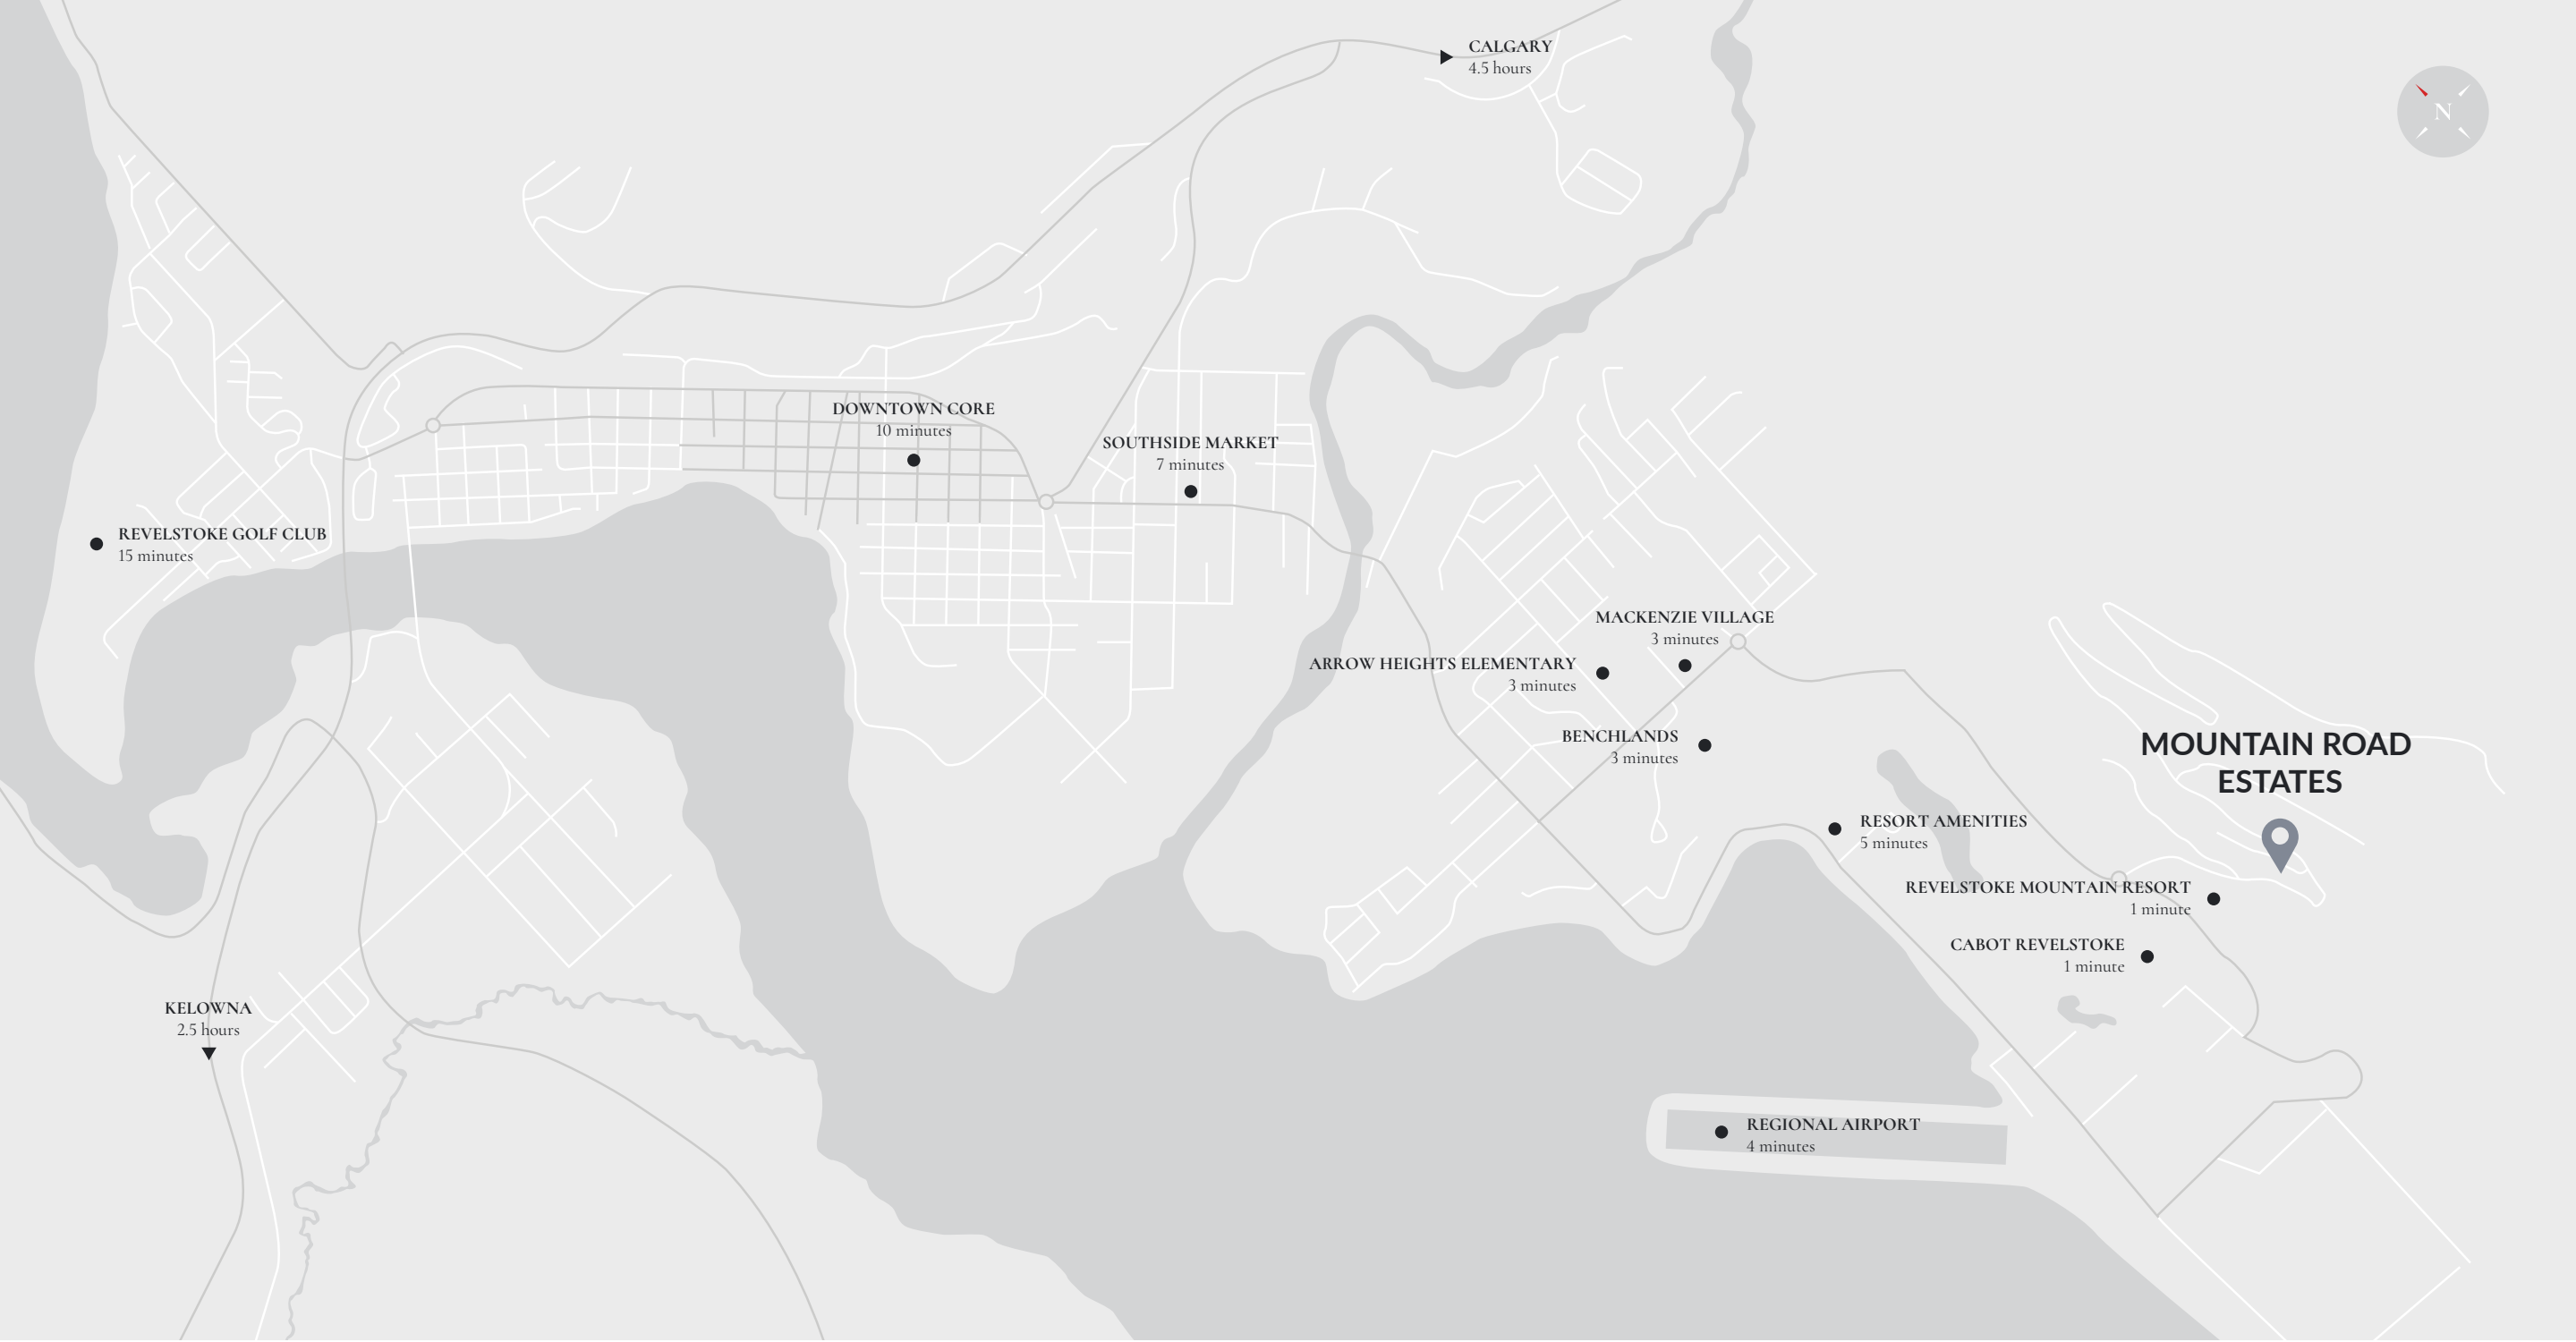 CALGARY
4.5 hours
N
DOWNTOWN CORE
10 minutes
SOUTHSIDE MARKET
7 minutes
REVELSTOKE GOLF CLUB
15 minutes
MACKENZIE VILLAGE
3 minutes
ARROW HEIGHTS ELEMENTARY
3 minutes
BENCHLANDS
3 minutes
MOUNTAIN ROAD
ESTATES
RESORT AMENITIES
5 minutes
REVELSTOKE MOUNTAIN RESORT
1 minute
CABOT REVELSTOKE
1 minute
KELOWNA
2.5 hours
REGIONAL AIRPORT
4 minutes